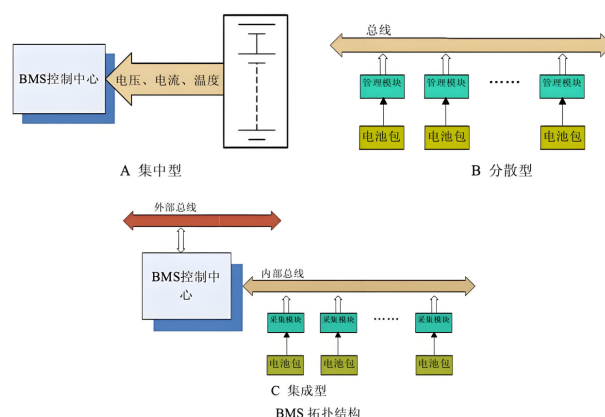 BMS控制中心
电压、电流、温度
A 集中型
总线
管理模块
管理模块
……
管理模块
电池包
电池包
电池包
B 分散型
外部总线
BMS控制中
心
内部总线
采集模块
采集模块
……
采集模块
电池包
电池包
电池包
C 集成型
BMS 拓扑结构